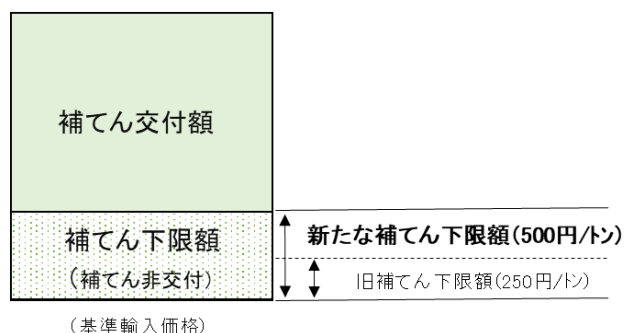 補てん交付額
補てん下限額
(補てん非交付)
新たな補てん下限額(500円/トン)
旧補てん下限額(250円/トン)
(基準輸入価格)